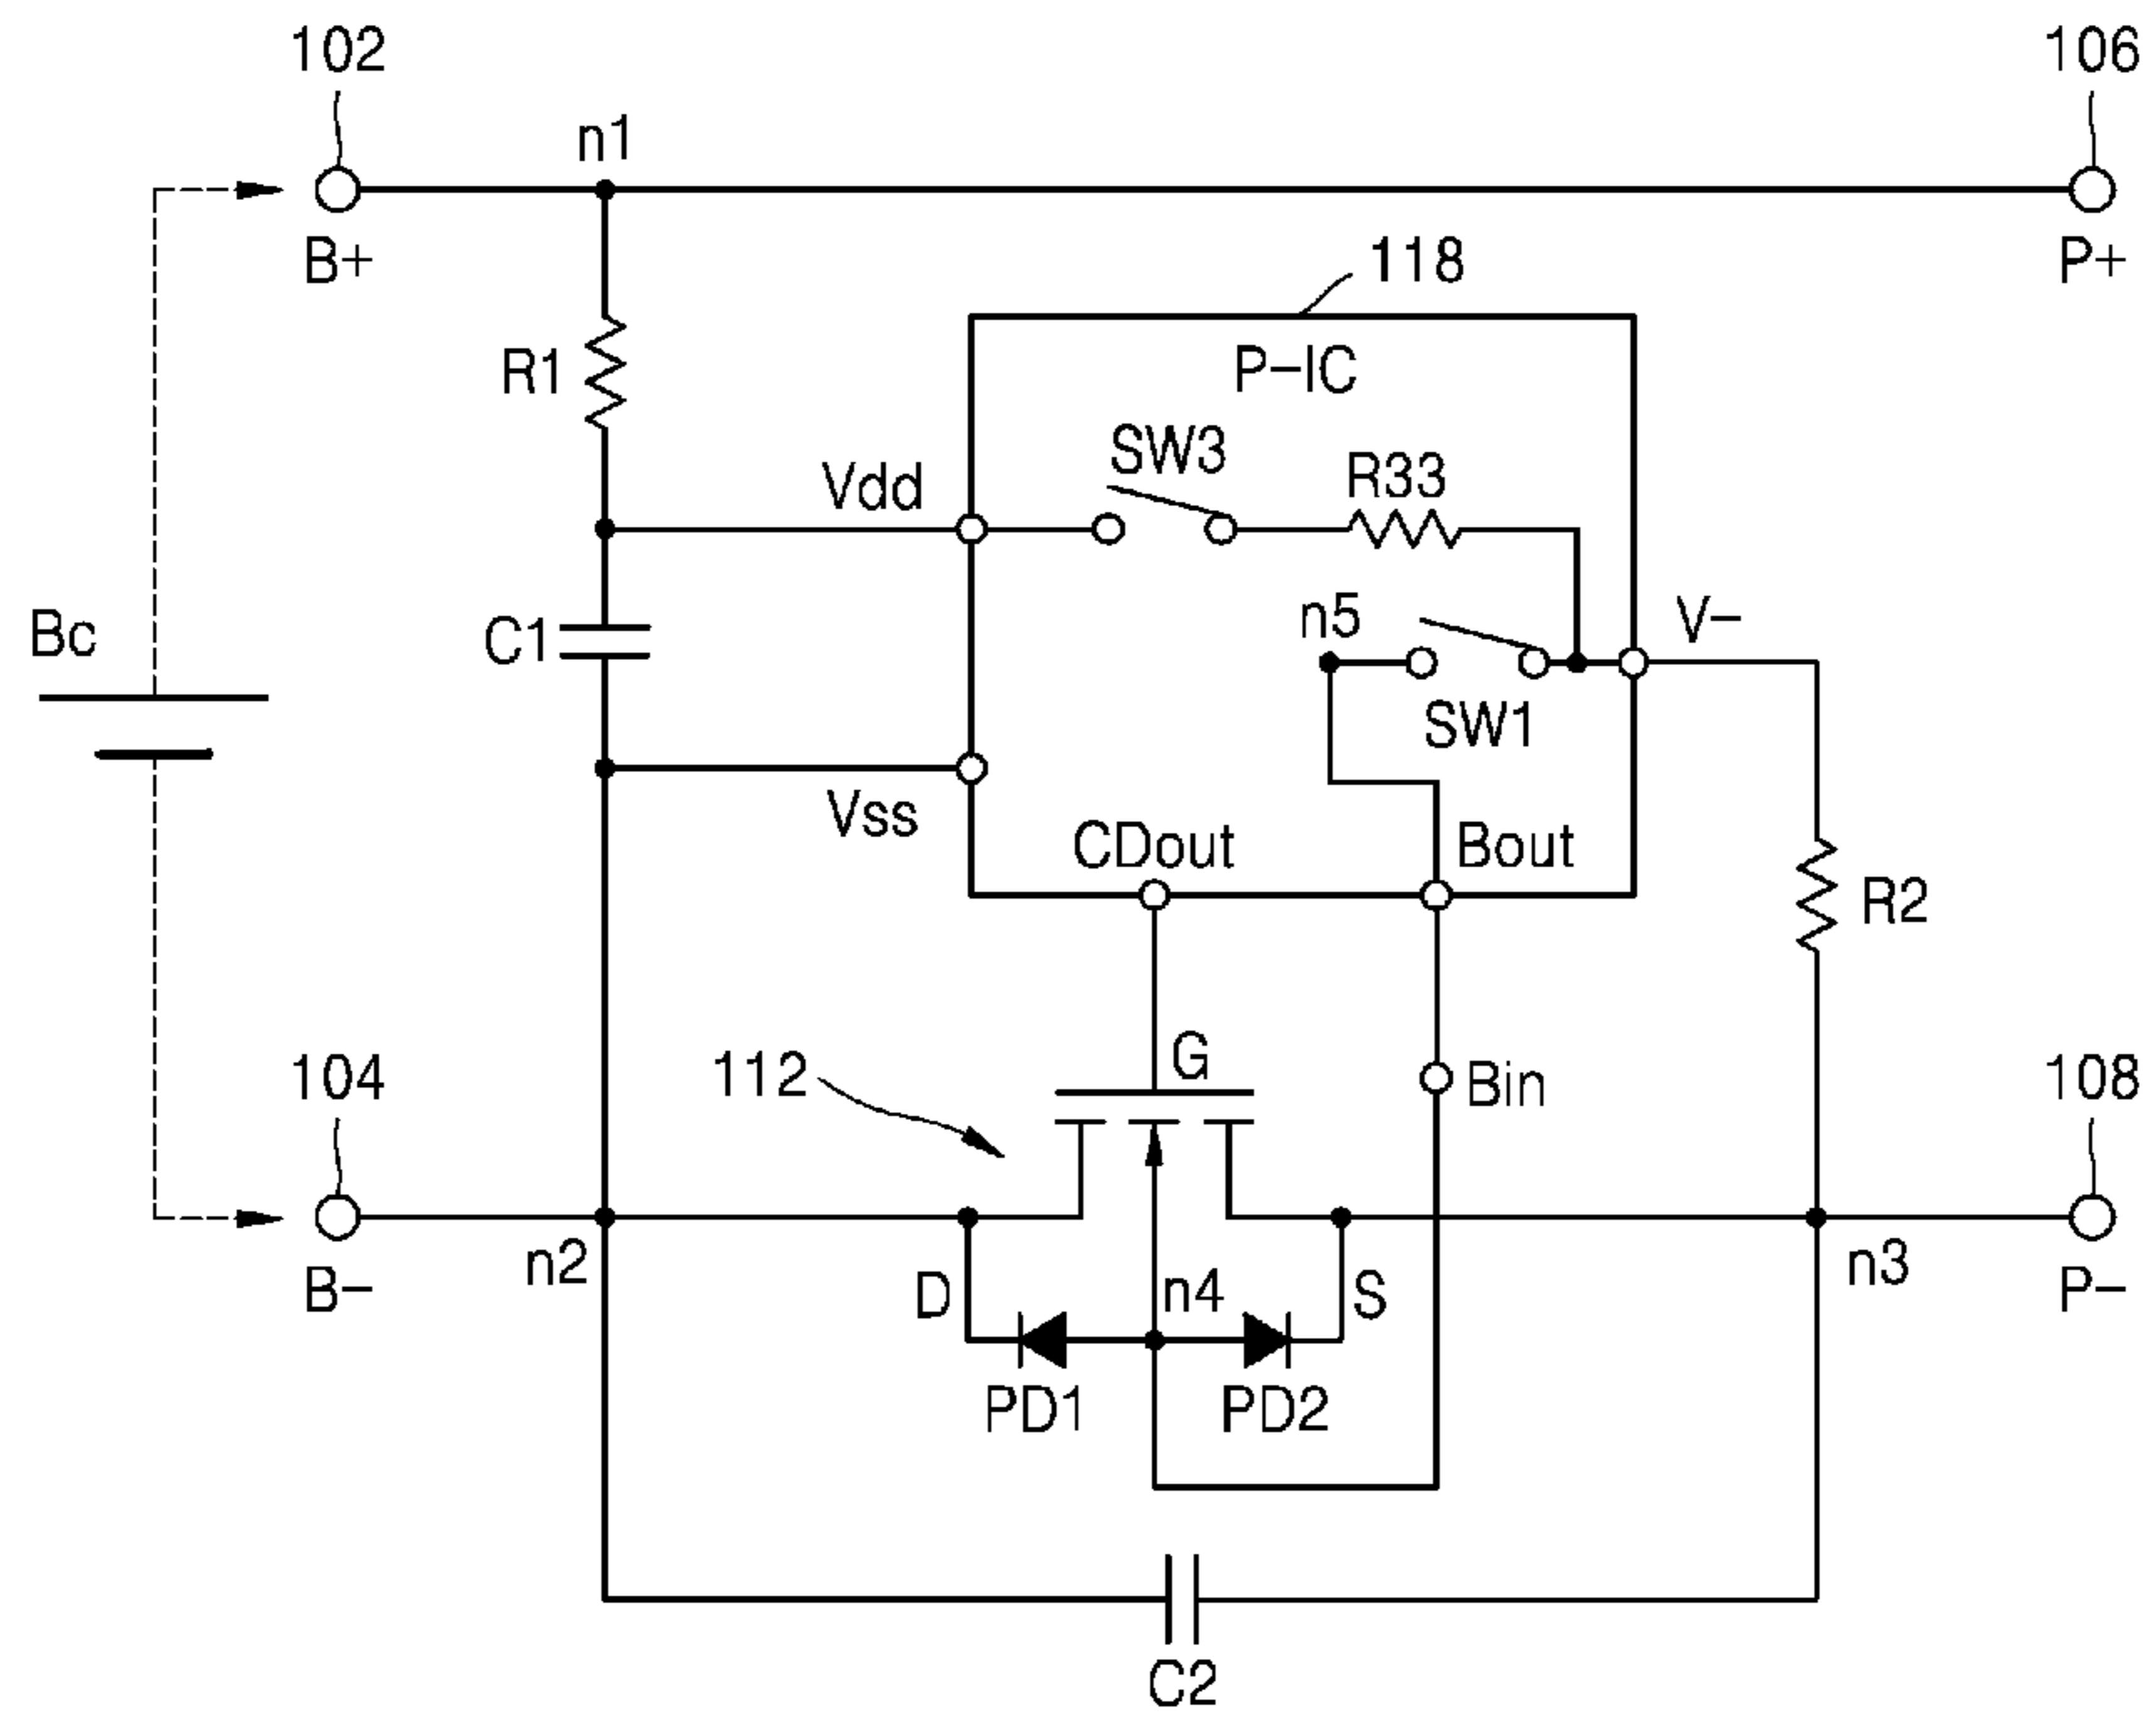 102
106
n1
B+
P+
118
P-IC
R1
SW3
R33
Vdd
n5
V-
Bc
C1
SW1
Vss
CDout
Bout
R2
112
G
Bin
104
108
n2
n3
B-
P-
D
n4
S
PD1
PD2
C2